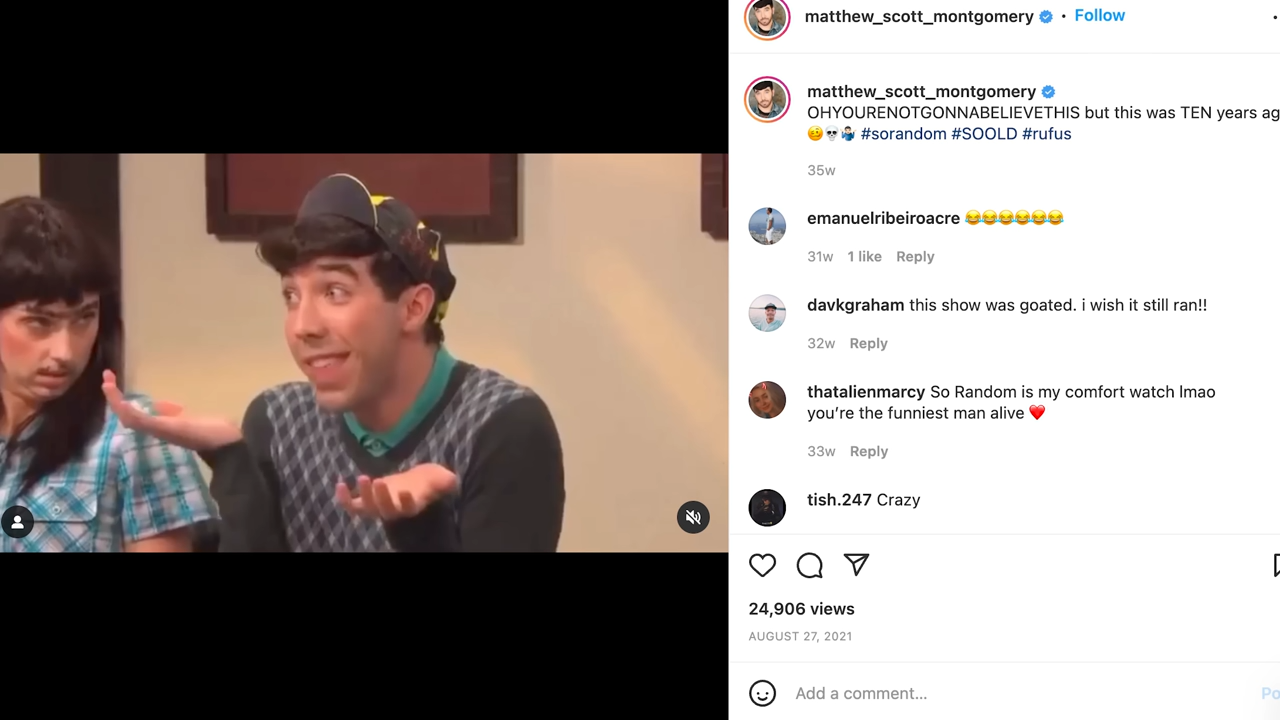 matthew_scott_montgomery • Follow
matthew_scott_montgomery
OHYOURENOTGONNABELIEVETHIS but this was TEN years ag
🥴💀🤷🏻‍♂️ #sorandom #SOOLD #rufus
35w
emanuelribeiroacre 😂😂😂😂😂😂
31w 1 like Reply
davkgraham this show was goated. i wish it still ran!!
32w Reply
thatalienmarcy So Random is my comfort watch lmao
you’re the funniest man alive ❤️
33w Reply
tish.247 Crazy
24,906 views
AUGUST 27, 2021
Add a comment...
Po